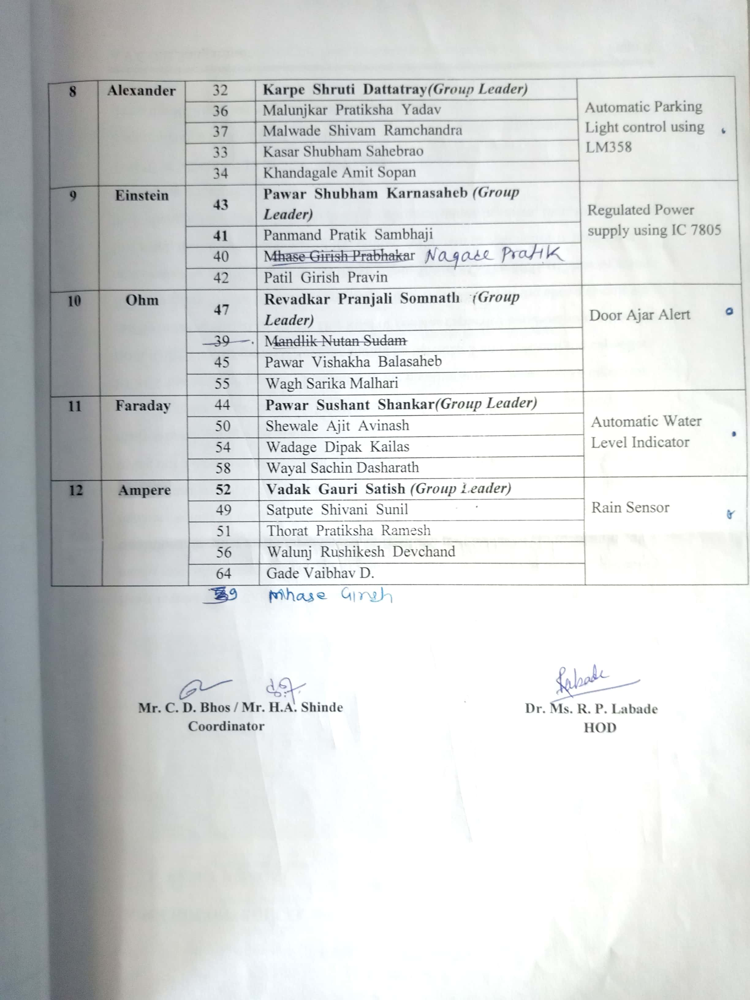 8 Alexander 32 Karpe Shruti Dattatray(Group Leader)
36 Malunjkar Pratiksha Yadav
37 Malwade Shivam Ramchandra
33 Kasar Shubham Sahebrao
34 Khandagale Amit Sopan
Automatic Parking
Light control using
LM358
9 Einstein 43 Pawar Shubham Karnasaheb (Group
Leader)
41 Panmand Pratik Sambhaji
40 Mhase Girish Prabhakar Nagare Pratik
42 Patil Girish Pravin
Regulated Power
supply using IC 7805
10 Ohm 47 Revadkar Pranjali Somnath (Group
Leader)
39 Mandlik Nutan Sudam
45 Pawar Vishakha Balasaheb
55 Wagh Sarika Malhari
Door Ajar Alert
11 Faraday 44 Pawar Sushant Shankar(Group Leader)
50 Shewale Ajit Avinash
54 Wadage Dipak Kailas
58 Wayal Sachin Dasharath
Automatic Water
Level Indicator
12 Ampere 52 Vadak Gauri Satish (Group Leader)
49 Satpute Shivani Sunil
51 Thorat Pratiksha Ramesh
56 Walunj Rushikesh Devchand
64 Gade Vaibhav D.
Rain Sensor
Mhase Girish
Labade
Mr. C. D. Bhos / Mr. H.A. Shinde
Coordinator
Dr. Ms. R. P. Labade
HOD